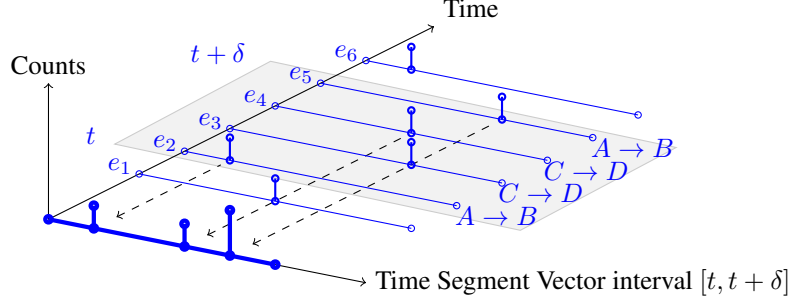 Time
t + δ
e₆
Counts
e₅
e₄
t
e₃
e₂
A → B
e₁
C → D
C → D
A → B
Time Segment Vector interval [t, t + δ]